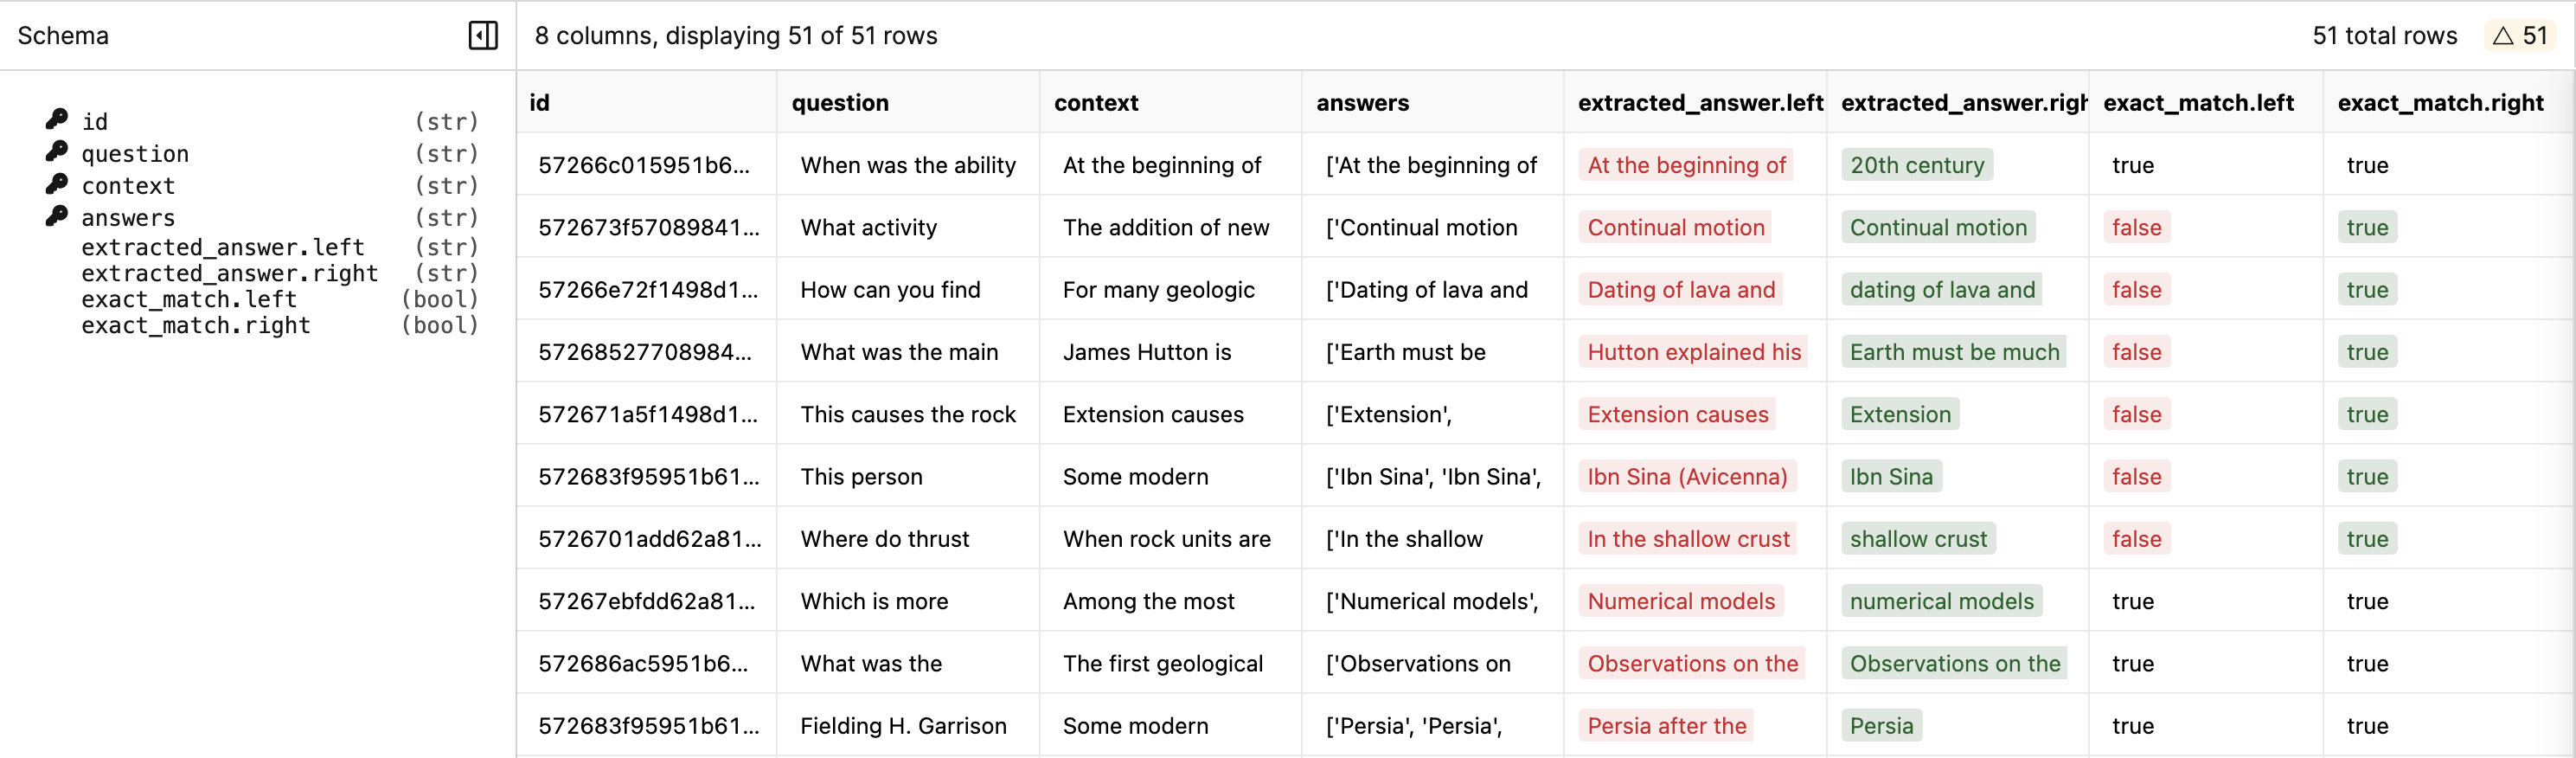 Schema
8 columns, displaying 51 of 51 rows
51 total rows
△ 51
id (str)
question (str)
context (str)
answers (str)
extracted_answer.left (str)
extracted_answer.right (str)
exact_match.left (bool)
exact_match.right (bool)
id question context answers extracted_answer.left extracted_answer.righ exact_match.left exact_match.right
57266c015951b6... When was the ability At the beginning of ['At the beginning of At the beginning of 20th century true true
572673f57089841... What activity The addition of new ['Continual motion Continual motion Continual motion false true
57266e72f1498d1... How can you find For many geologic ['Dating of lava and Dating of lava and dating of lava and false true
57268527708984... What was the main James Hutton is ['Earth must be Hutton explained his Earth must be much false true
572671a5f1498d1... This causes the rock Extension causes ['Extension', Extension causes Extension false true
572683f95951b61... This person Some modern ['Ibn Sina', 'Ibn Sina', Ibn Sina (Avicenna) Ibn Sina false true
5726701add62a81... Where do thrust When rock units are ['In the shallow In the shallow crust shallow crust false true
57267ebfdd62a81... Which is more Among the most ['Numerical models', Numerical models numerical models true true
572686ac5951b6... What was the The first geological ['Observations on Observations on the Observations on the true true
572683f95951b61... Fielding H. Garrison Some modern ['Persia', 'Persia', Persia after the Persia true true